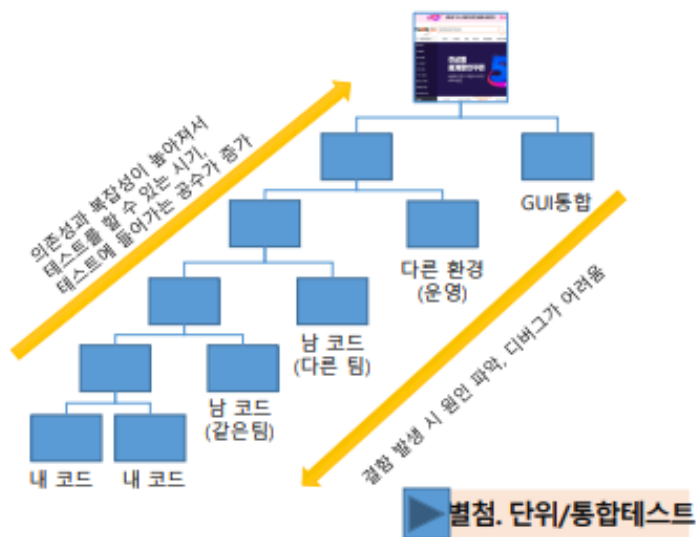 의존성과 복잡성이 높아져서
테스트를 할 수 있는 시기,
테스트에 들어가는 공수가 증가
GUI통합
다른 환경
(운영)
남 코드
(다른 팀)
남 코드
(같은팀)
내 코드
내 코드
결함 발생 시 원인 파악, 디버그가 어려움
별첨. 단위/통합테스트